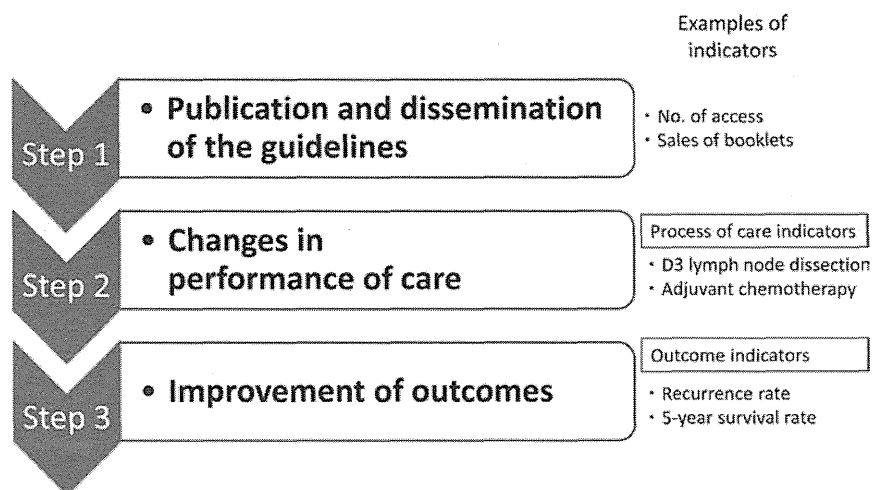 Examples of
indicators
Step 1
• Publication and dissemination
of the guidelines
・No. of access
・Sales of booklets
Step 2
• Changes in
performance of care
Process of care indicators
・D3 lymph node dissection
・Adjuvant chemotherapy
Step 3
• Improvement of outcomes
Outcome indicators
・Recurrence rate
・5-year survival rate